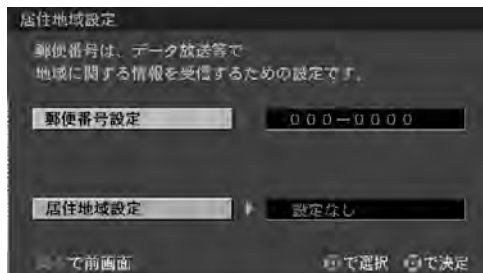 居住地域設定
郵便番号は、データ放送等で
地域に関する情報を受信するための設定です。
郵便番号設定 000-0000
居住地域設定 設定なし
で前画面 で選択 で決定